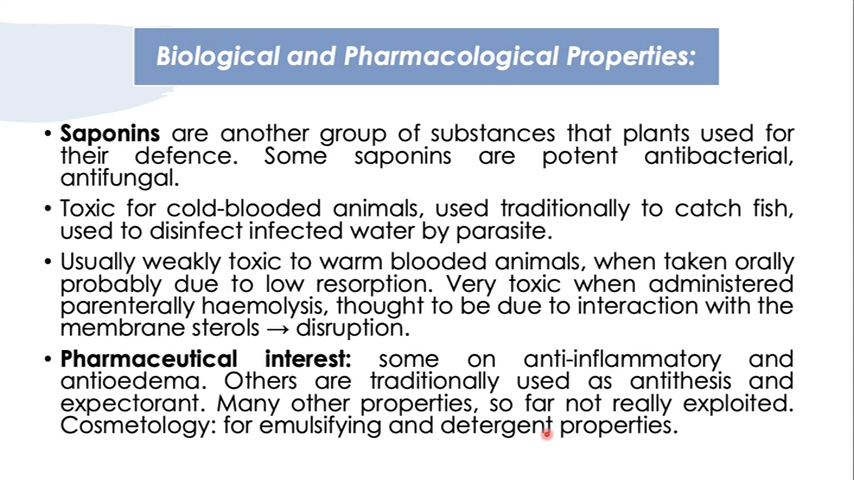 Biological and Pharmacological Properties:
• Saponins are another group of substances that plants used for
their defence. Some saponins are potent antibacterial,
antifungal.
• Toxic for cold-blooded animals, used traditionally to catch fish,
used to disinfect infected water by parasite.
• Usually weakly toxic to warm blooded animals, when taken orally
probably due to low resorption. Very toxic when administered
parenterally haemolysis, thought to be due to interaction with the
membrane sterols → disruption.
• Pharmaceutical interest: some on anti-inflammatory and
antioedema. Others are traditionally used as antithesis and
expectorant. Many other properties, so far not really exploited.
Cosmetology: for emulsifying and detergent properties.